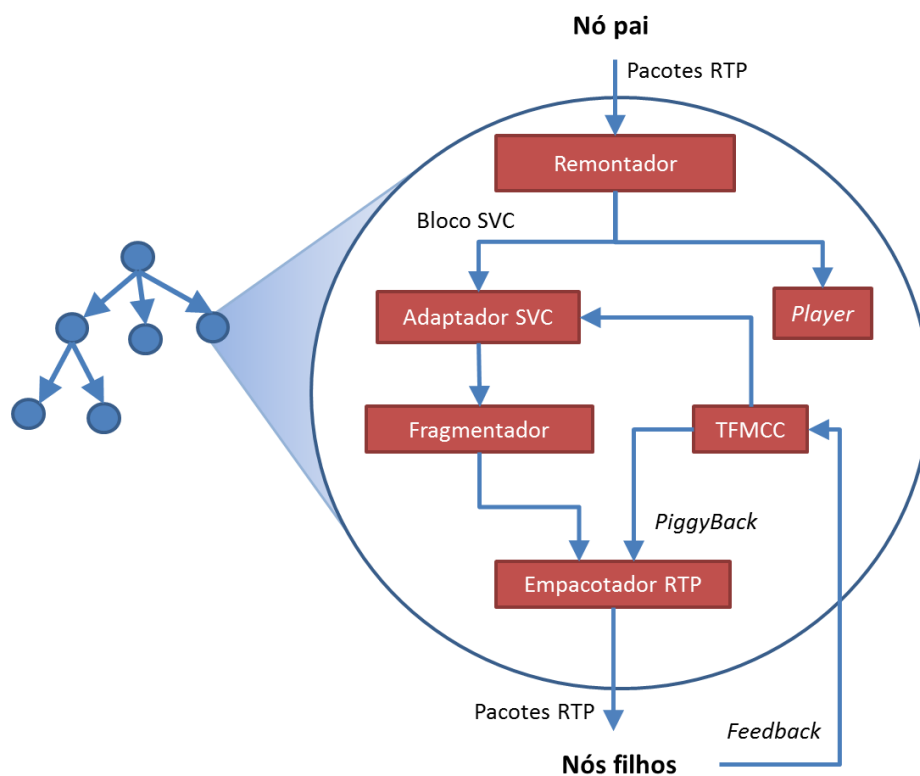 Nó pai
Pacotes RTP
Remontador
Bloco SVC
Adaptador SVC
Player
Fragmentador
TFMCC
PiggyBack
Empacotador RTP
Pacotes RTP
Feedback
Nós filhos